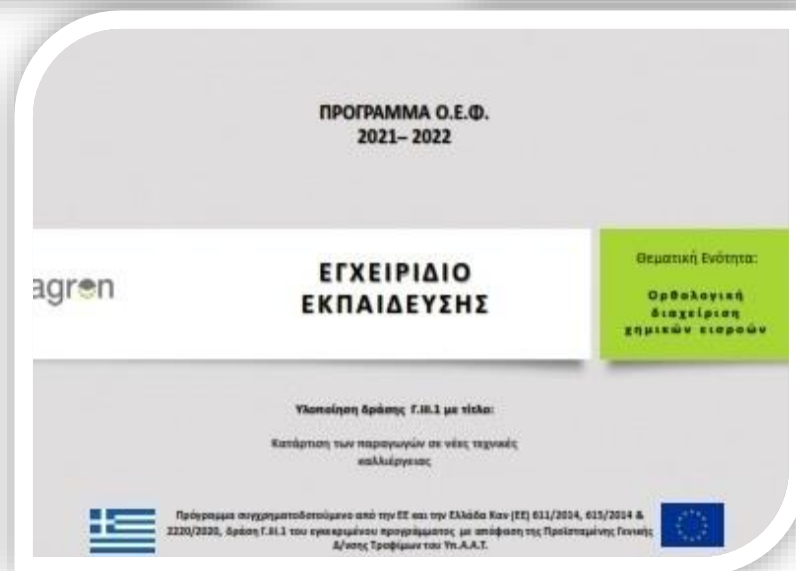 ΠΡΟΓΡΑΜΜΑ Ο.Ε.Φ.
2021– 2022
agron
ΕΓΧΕΙΡΙΔΙΟ
ΕΚΠΑΙΔΕΥΣΗΣ
Θεματική Ενότητα:
Ορθολογική
διαχείριση
χημικών εισροών
Υλοποίηση δράσης Γ.ΙΙΙ.1 με τίτλο:
Κατάρτιση των παραγωγών σε νέες τεχνικές
καλλιέργειας
Πρόγραμμα συγχρηματοδοτούμενο από την ΕΕ και την Ελλάδα Καν (ΕΕ) 611/2014, 615/2014 &
2220/2020, δράση Γ.ΙΙΙ.1 του εγκεκριμένου προγράμματος με απόφαση της Προϊσταμένης Γενικής
Δ/νσης Τροφίμων του Υπ.Α.Α.Τ.